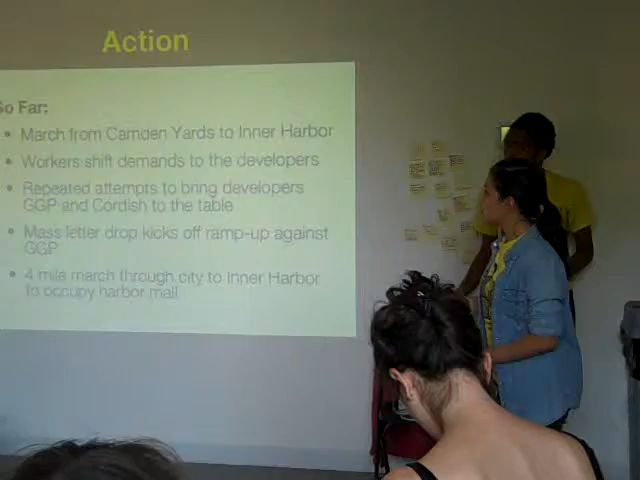 Action
So Far:
• March from Camden Yards to Inner Harbor
• Workers shift demands to the developers
• Repeated attempts to bring developers
GGP and Cordish to the table
• Mass letter drop kicks off ramp-up against
GGP
• 4 mile march through city to Inner Harbor
to occupy harbor mall